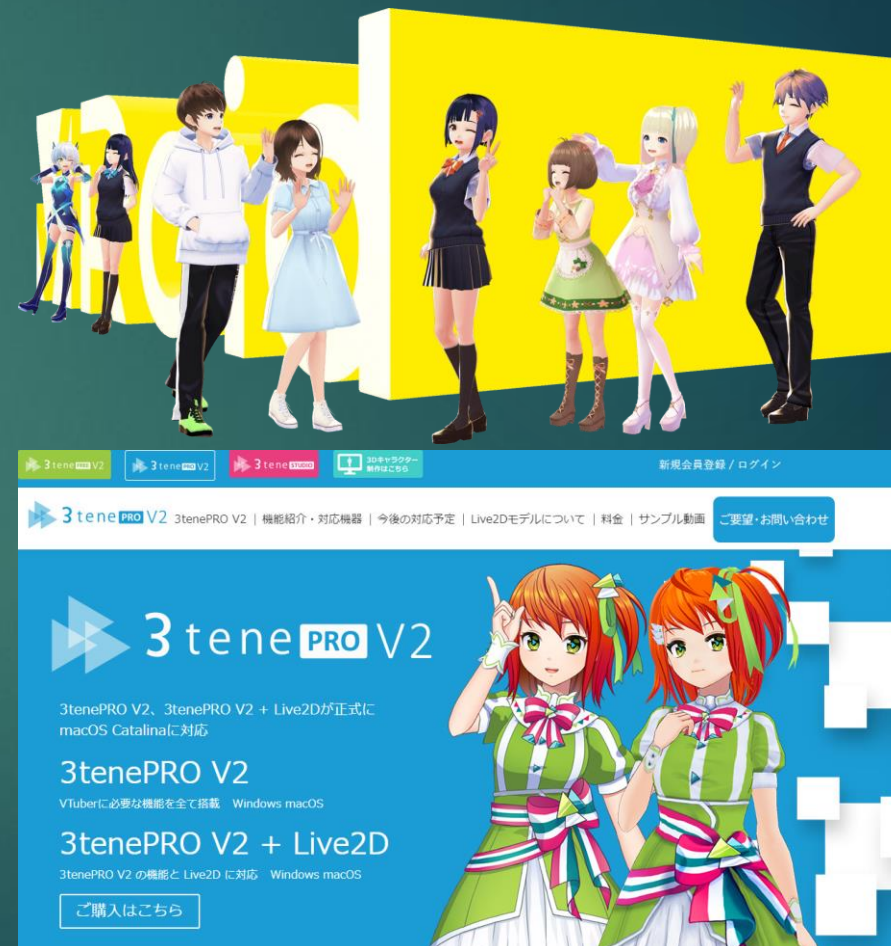 3tene PRO V2
3tene PRO V2
3tene STUDIO
3Dキャラクター
制作はこちら
新規会員登録 / ログイン
3tene PRO V2
3tenePRO V2 | 機能紹介・対応機器 | 今後の対応予定 | Live2Dモデルについて | 料金 | サンプル動画
ご要望・お問い合わせ
3tene PRO V2
3tenePRO V2、3tenePRO V2 + Live2Dが正式に
macOS Catalinaに対応
3tenePRO V2
VTuberに必要な機能を全て搭載 Windows macOS
3tenePRO V2 + Live2D
3tenePRO V2 の機能と Live2D に対応 Windows macOS
ご購入はこちら